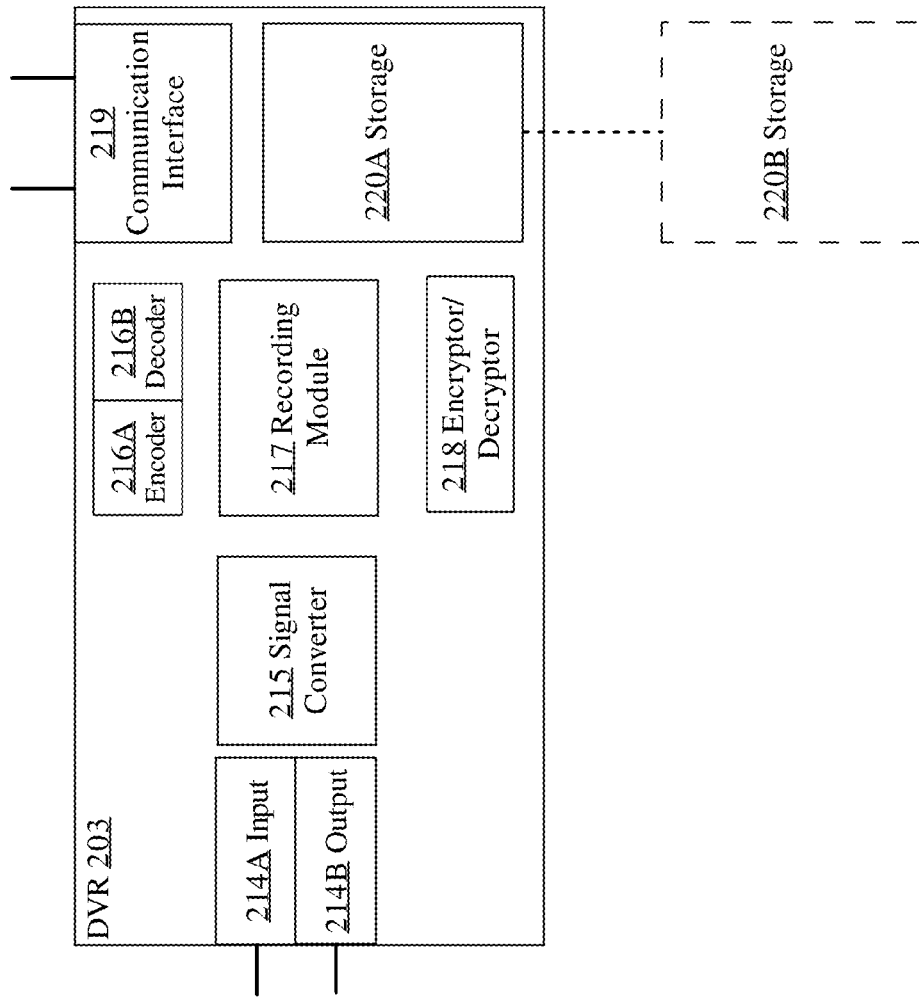 DVR 203
214A Input
214B Output
215 Signal
Converter
216A
Encoder
216B
Decoder
217 Recording
Module
218 Encryptor/
Decryptor
219
Communication
Interface
220A Storage
220B Storage